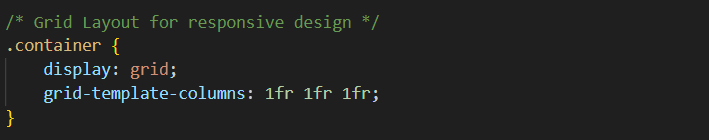 /* Grid Layout for responsive design */
.container {
    display: grid;
    grid-template-columns: 1fr 1fr 1fr;
}